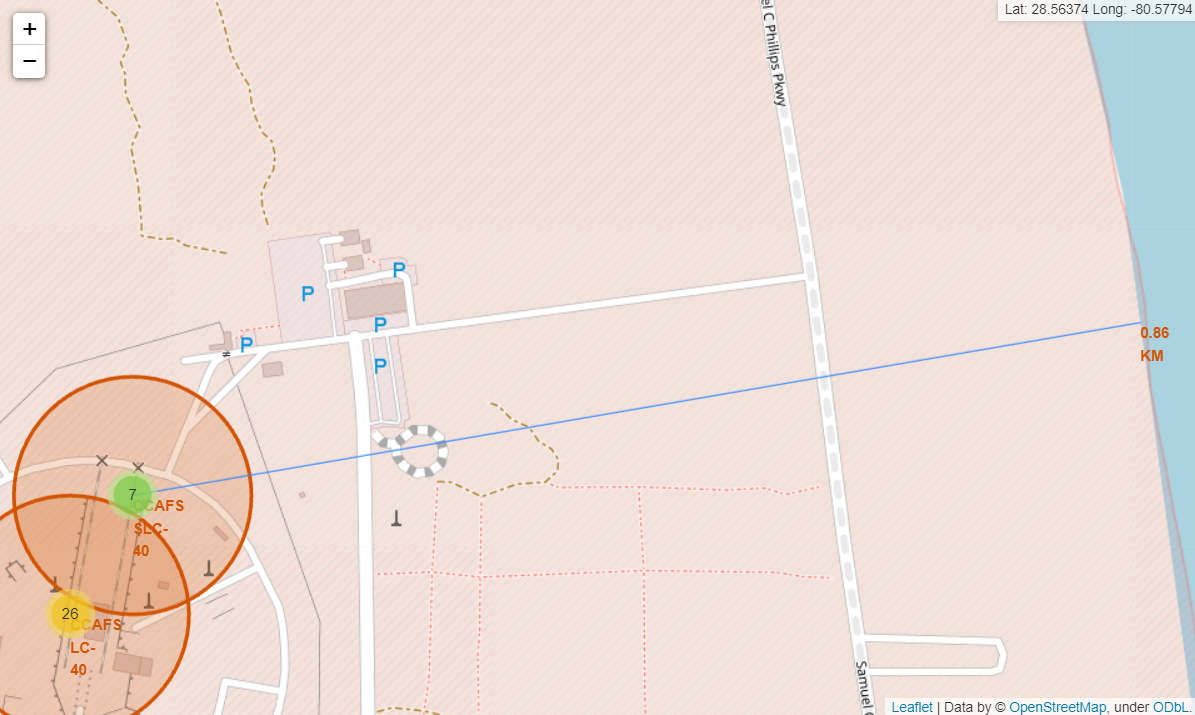 +
−
Lat: 28.56374 Long: -80.57794
el C Phillips Pkwy
P
P
P
P
P
0.86
KM
7
CCAFS
SLC-
40
26
CCAFS
LC-
40
Samuel C
Leaflet | Data by © OpenStreetMap, under ODbL.